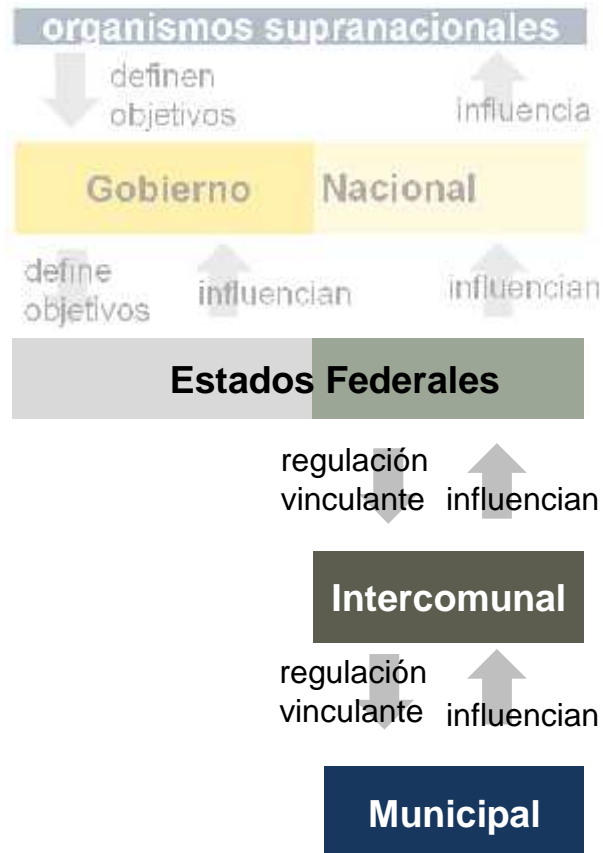 organismos supranacionales
definen
objetivos
influencia
Gobierno Nacional
define
objetivos
influencian
influencian
Estados Federales
regulación
vinculante
influencian
Intercomunal
regulación
vinculante
influencian
Municipal